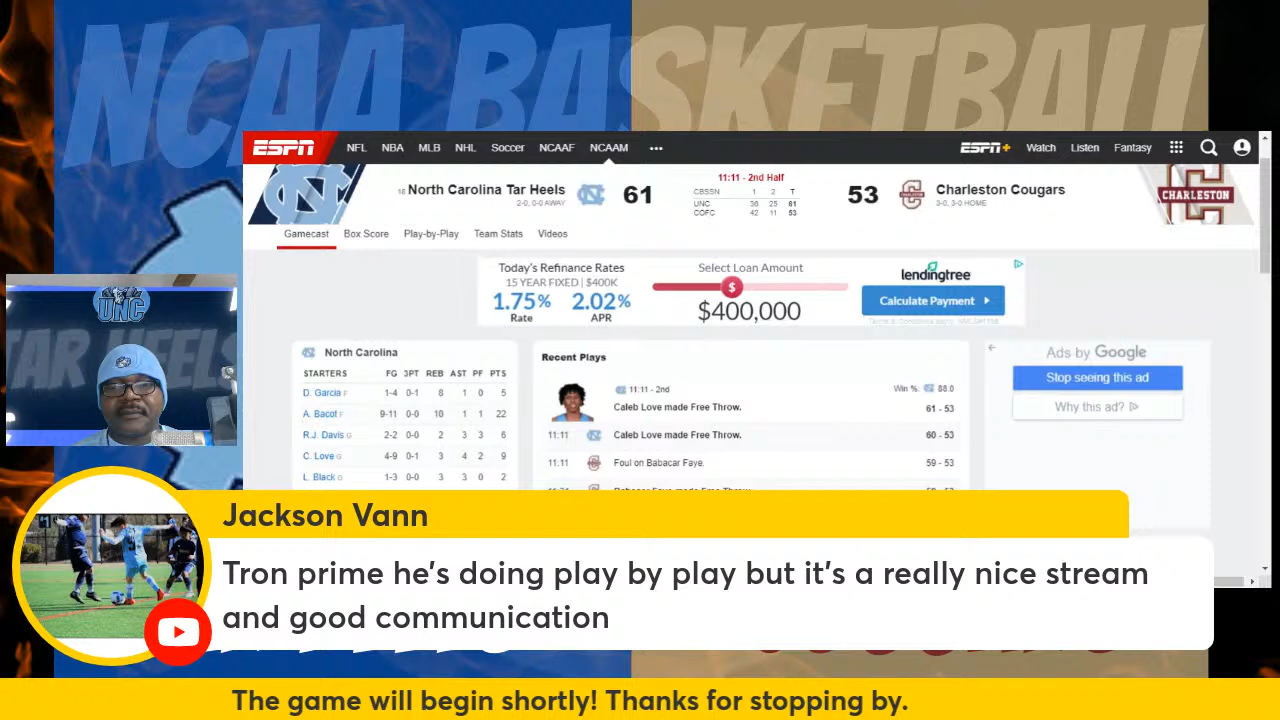 NCAA BASKETBALL
ESPN NFL NBA MLB NHL Soccer NCAAF NCAAM ••• ESPN+ Watch Listen Fantasy
16 North Carolina Tar Heels 61
2-0, 0-0 AWAY
11:11 - 2nd Half
CBSSN 1 2 T
UNC 36 25 61
COFC 42 11 53
53 Charleston Cougars
3-0, 3-0 HOME
CHARLESTON
Gamecast Box Score Play-by-Play Team Stats Videos
Today's Refinance Rates
15 YEAR FIXED | $400K
1.75% 2.02%
Rate APR
Select Loan Amount
$
$400,000
lendingtree
Calculate Payment
North Carolina
STARTERS FG 3PT REB AST PF PTS
D. Garcia F 1-4 0-1 8 1 0 5
A. Bacot F 9-11 0-0 10 1 1 22
R.J. Davis G 2-2 0-0 2 3 3 6
C. Love G 4-9 0-1 3 4 2 9
L. Black G 1-3 0-0 3 3 0 2
Recent Plays
11:11 - 2nd Win % 88.0
Caleb Love made Free Throw. 61 - 53
11:11 Caleb Love made Free Throw. 60 - 53
11:11 Foul on Babacar Faye. 59 - 53
Ads by Google
Stop seeing this ad
Why this ad?
UNC
TAR HEELS
Jackson Vann
Tron prime he's doing play by play but it's a really nice stream
and good communication
The game will begin shortly! Thanks for stopping by.